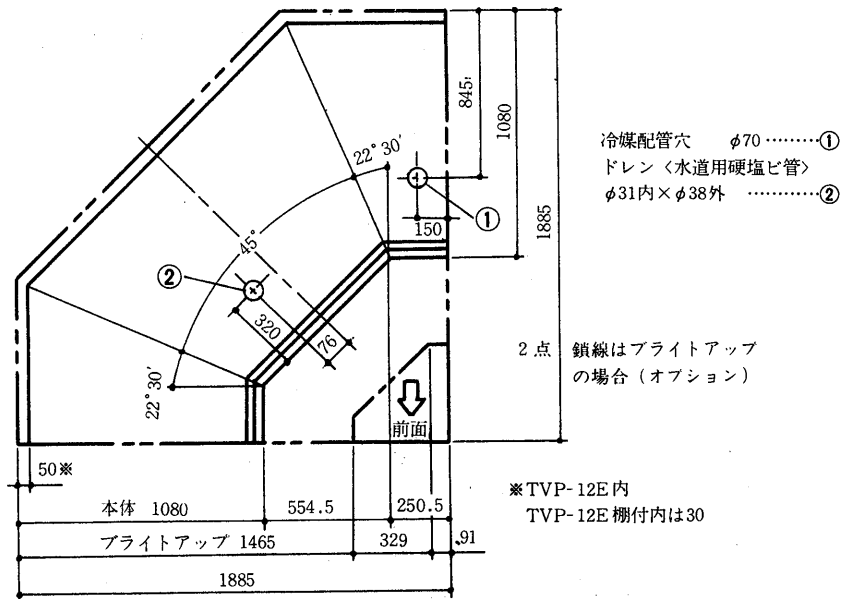 845
1080
冷媒配管穴 φ70 ………①
ドレン〈水道用硬塩ビ管〉
φ31内×φ38外 …………②
22°30′
①
150
1885
45°
②
320
76
2点 鎖線はブライトアップ
の場合（オプション）
22°30′
前面
50※
※TVP-12E内
TVP-12E棚付内は30
本体 1080 554.5 250.5
ブライトアップ 1465 329 91
1885